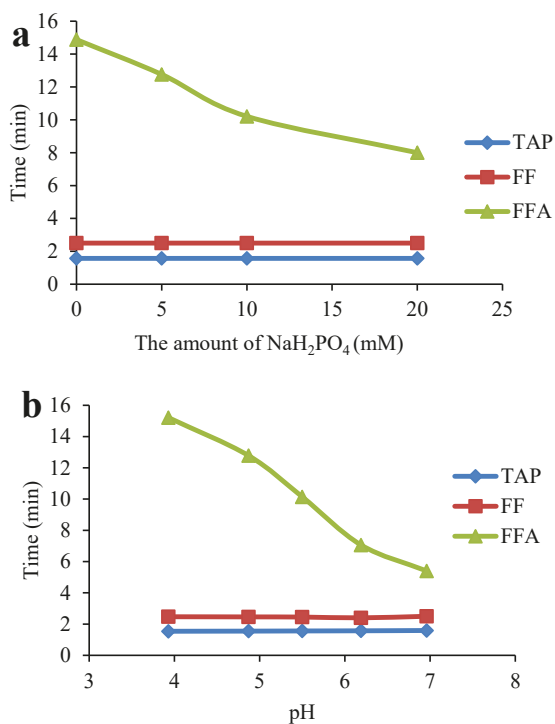 a
16
14
12
10
8
6
4
2
0
Time (min)
0 5 10 15 20 25
The amount of NaH₂PO₄ (mM)
TAP
FF
FFA
b
16
14
12
10
8
6
4
2
0
Time (min)
3 4 5 6 7 8
pH
TAP
FF
FFA